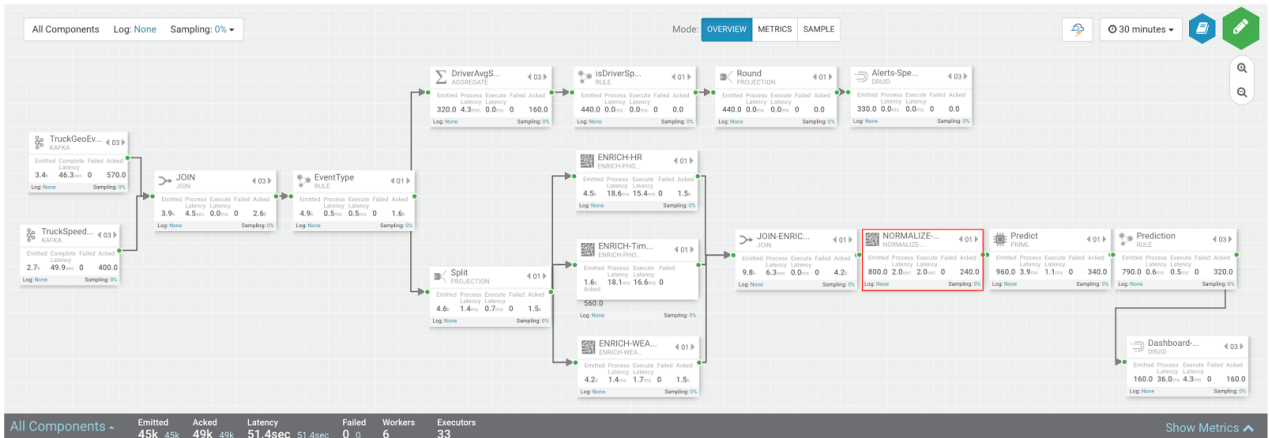 All Components Log: None Sampling: 0%
Mode: OVERVIEW METRICS SAMPLE
30 minutes
DriverAvgS... 03
AGGREGATE
Emitted Process Latency Execute Latency Failed Acked
320.0 4.3ms 0.0ms 0 160.0
Log: None Sampling: 0%
isDriverSp... 01
RULE
Emitted Process Latency Execute Latency Failed Acked
440.0 0.0ms 0.0ms 0 0.0
Log: None Sampling: 0%
Round 01
PROJECTION
Emitted Process Latency Execute Latency Failed Acked
440.0 0.0ms 0.0ms 0 0.0
Log: None Sampling: 0%
Alerts-Spe... 03
DRUID
Emitted Process Latency Execute Latency Failed Acked
330.0 0.0ms 0.0ms 0 0.0
Log: None Sampling: 0%
TruckGeoEv... 03
KAFKA
Emitted Complete Latency Failed Acked
3.4k 46.3sec 0 570.0
Log: None Sampling: 0%
TruckSpeed... 03
KAFKA
Emitted Complete Latency Failed Acked
2.7k 49.9sec 0 400.0
Log: None Sampling: 0%
JOIN 03
JOIN
Emitted Process Latency Execute Latency Failed Acked
3.9k 4.5sec 0.0ms 0 2.6k
Log: None Sampling: 0%
EventType 01
RULE
Emitted Process Latency Execute Latency Failed Acked
4.9k 0.5ms 0.5ms 0 1.6k
Log: None Sampling: 0%
Split 01
PROJECTION
Emitted Process Latency Execute Latency Failed Acked
4.6k 1.4ms 0.7ms 0 1.5k
Log: None Sampling: 0%
ENRICH-HR 01
ENRICH-PHO...
Emitted Process Latency Execute Latency Failed Acked
4.5k 18.6ms 15.4ms 0 1.5k
Log: None Sampling: 0%
ENRICH-Tim... 01
ENRICH-PHO...
Emitted Process Latency Execute Latency Failed
1.6k 18.1ms 16.6ms 0
Acked
560.0
Log: None Sampling: 0%
ENRICH-WEA... 01
ENRICH-WEA...
Emitted Process Latency Execute Latency Failed Acked
4.2k 1.4ms 1.7ms 0 1.5k
Log: None Sampling: 0%
JOIN-ENRIC... 01
JOIN
Emitted Process Latency Execute Latency Failed Acked
9.8k 6.3sec 0.0ms 0 4.2k
Log: None Sampling: 0%
NORMALIZE-... 01
NORMALIZE-...
Emitted Process Latency Execute Latency Failed Acked
800.0 2.0sec 2.0sec 0 240.0
Log: None Sampling: 0%
Predict 01
PMML
Emitted Process Latency Execute Latency Failed Acked
960.0 3.9ms 1.1ms 0 340.0
Log: None Sampling: 0%
Prediction 03
RULE
Emitted Process Latency Execute Latency Failed Acked
790.0 0.6ms 0.5ms 0 320.0
Log: None Sampling: 0%
Dashboard-... 03
DRUID
Emitted Process Latency Execute Latency Failed Acked
160.0 36.0ms 4.3ms 0 160.0
Log: None Sampling: 0%
All Components
Emitted Acked Latency Failed Workers Executors
45k 45k 49k 49k 51.4sec 51.4sec 0 0 6 33
Show Metrics